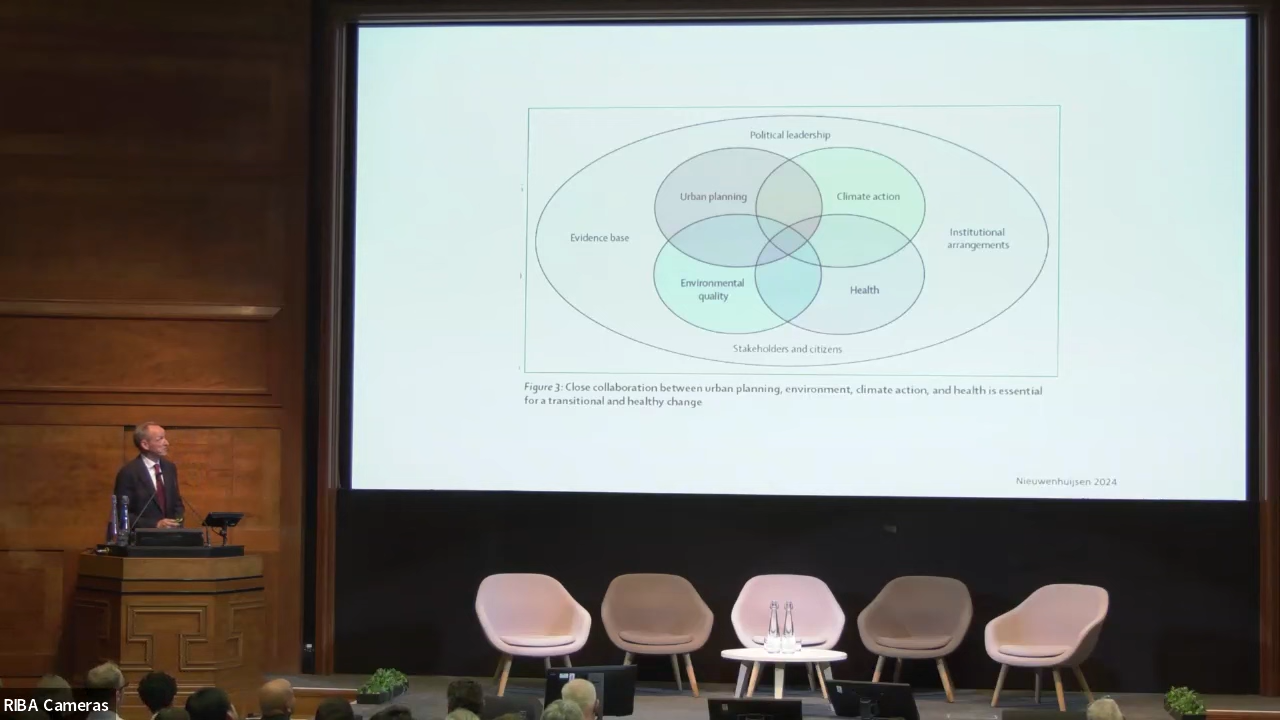 Political leadership
Urban planning
Climate action
Evidence base
Institutional
arrangements
Environmental
quality
Health
Stakeholders and citizens
Figure 3: Close collaboration between urban planning, environment, climate action, and health is essential
for a transitional and healthy change
Nieuwenhuijsen 2024
RIBA Cameras